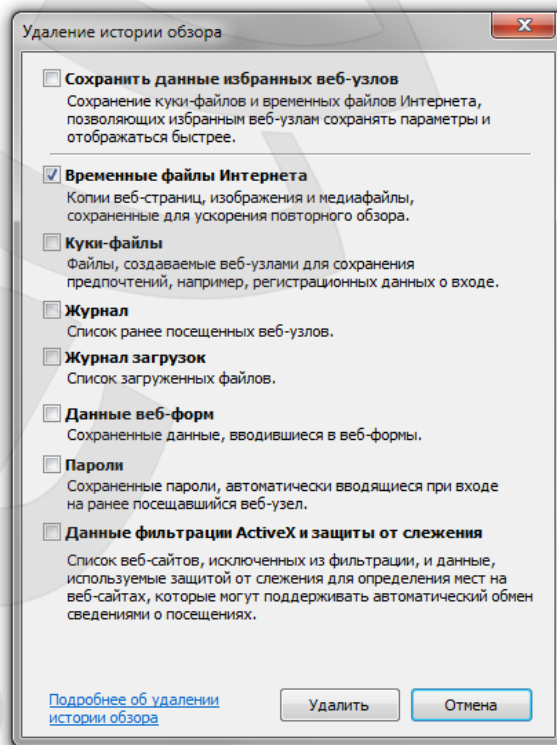 Удаление истории обзора
Сохранить данные избранных веб-узлов
Сохранение куки-файлов и временных файлов Интернета,
позволяющих избранным веб-узлам сохранять параметры и
отображаться быстрее.
Временные файлы Интернета
Копии веб-страниц, изображения и медиафайлы,
сохраненные для ускорения повторного обзора.
Куки-файлы
Файлы, создаваемые веб-узлами для сохранения
предпочтений, например, регистрационных данных о входе.
Журнал
Список ранее посещенных веб-узлов.
Журнал загрузок
Список загруженных файлов.
Данные веб-форм
Сохраненные данные, вводившиеся в веб-формы.
Пароли
Сохраненные пароли, автоматически вводящиеся при входе
на ранее посещавшийся веб-узел.
Данные фильтрации ActiveX и защиты от слежения
Список веб-сайтов, исключенных из фильтрации, и данные,
используемые защитой от слежения для определения мест на
веб-сайтах, которые могут поддерживать автоматический обмен
сведениями о посещениях.
Подробнее об удалении
истории обзора
Удалить
Отмена